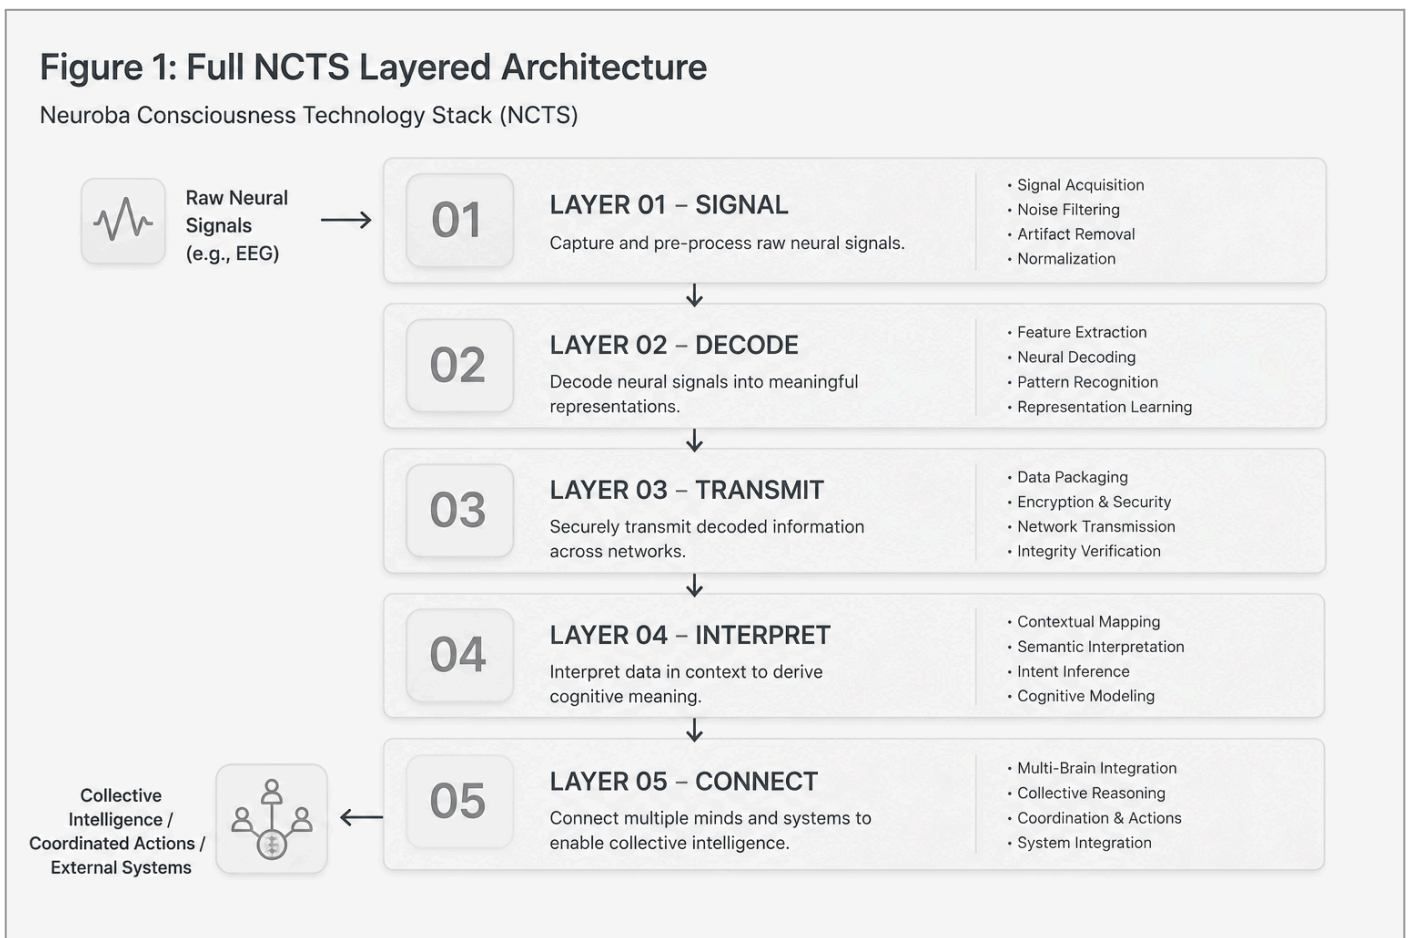 Figure 1: Full NCTS Layered Architecture
Neuroba Consciousness Technology Stack (NCTS)
Raw Neural
Signals
(e.g., EEG)
01
LAYER 01 – SIGNAL
Capture and pre-process raw neural signals.
• Signal Acquisition
• Noise Filtering
• Artifact Removal
• Normalization
02
LAYER 02 – DECODE
Decode neural signals into meaningful
representations.
• Feature Extraction
• Neural Decoding
• Pattern Recognition
• Representation Learning
03
LAYER 03 – TRANSMIT
Securely transmit decoded information
across networks.
• Data Packaging
• Encryption & Security
• Network Transmission
• Integrity Verification
04
LAYER 04 – INTERPRET
Interpret data in context to derive
cognitive meaning.
• Contextual Mapping
• Semantic Interpretation
• Intent Inference
• Cognitive Modeling
05
LAYER 05 – CONNECT
Connect multiple minds and systems to
enable collective intelligence.
• Multi-Brain Integration
• Collective Reasoning
• Coordination & Actions
• System Integration
Collective
Intelligence /
Coordinated Actions /
External Systems